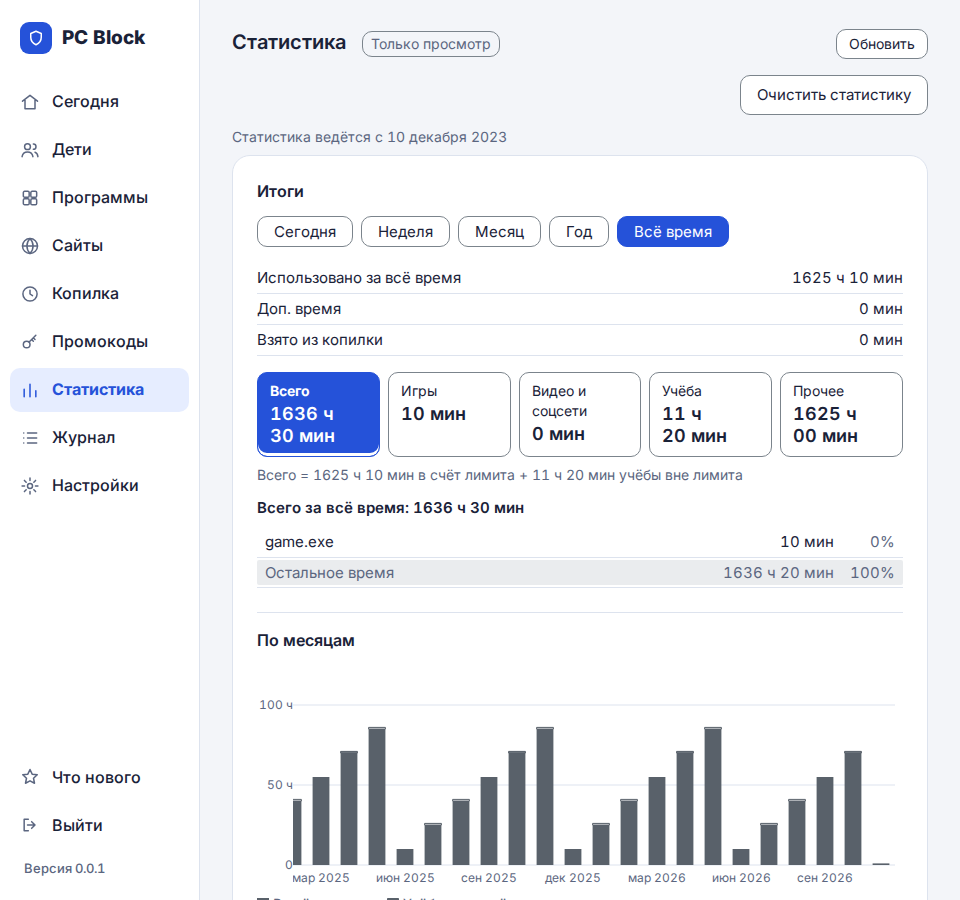 PC Block
Сегодня
Дети
Программы
Сайты
Копилка
Промокоды
Статистика
Журнал
Настройки
Что нового
Выйти
Версия 0.0.1
Статистика
Только просмотр
Обновить
Очистить статистику
Статистика ведётся с 10 декабря 2023
Итоги
Сегодня Неделя Месяц Год Всё время
Использовано за всё время 1625 ч 10 мин
Доп. время 0 мин
Взято из копилки 0 мин
Всего
1636 ч
30 мин
Игры
10 мин
Видео и
соцсети
0 мин
Учёба
11 ч
20 мин
Прочее
1625 ч
00 мин
Всего = 1625 ч 10 мин в счёт лимита + 11 ч 20 мин учёбы вне лимита
Всего за всё время: 1636 ч 30 мин
game.exe 10 мин 0%
Остальное время 1636 ч 20 мин 100%
По месяцам
100 ч
50 ч
0
мар 2025 июн 2025 сен 2025 дек 2025 мар 2026 июн 2026 сен 2026